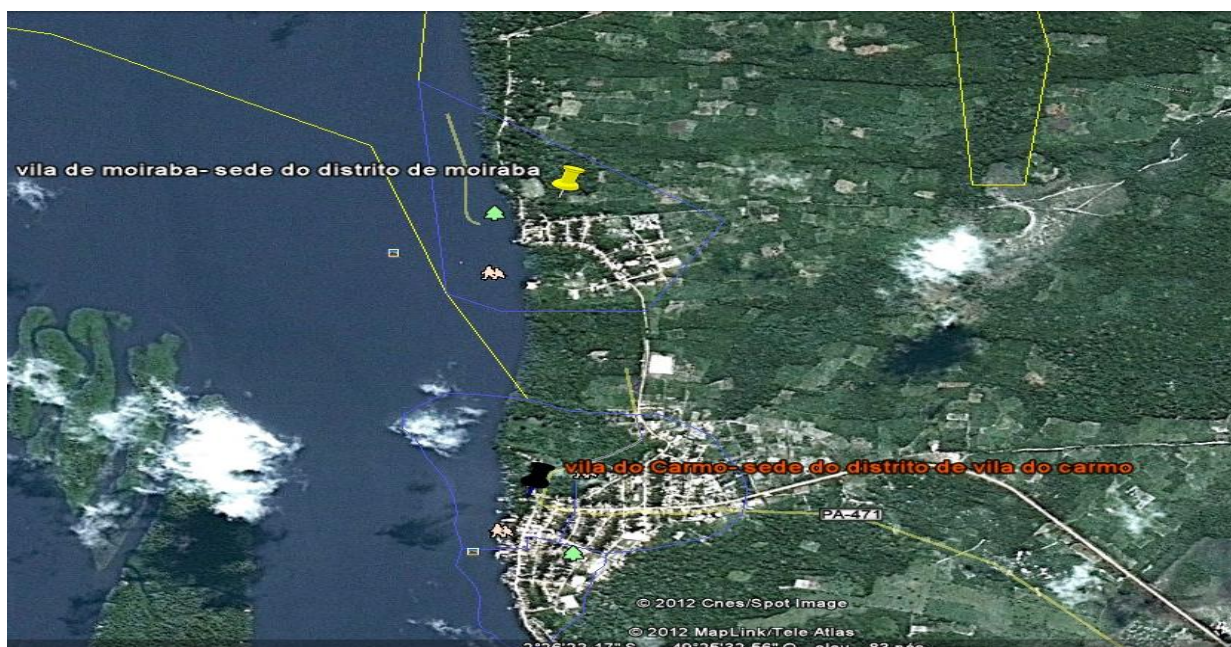 vila de moiraba- sede do distrito de moiraba
vila do Carmo- sede do distrito de vila do carmo
PA-471
© 2012 Cnes/Spot Image
© 2012 MapLink/Tele Atlas